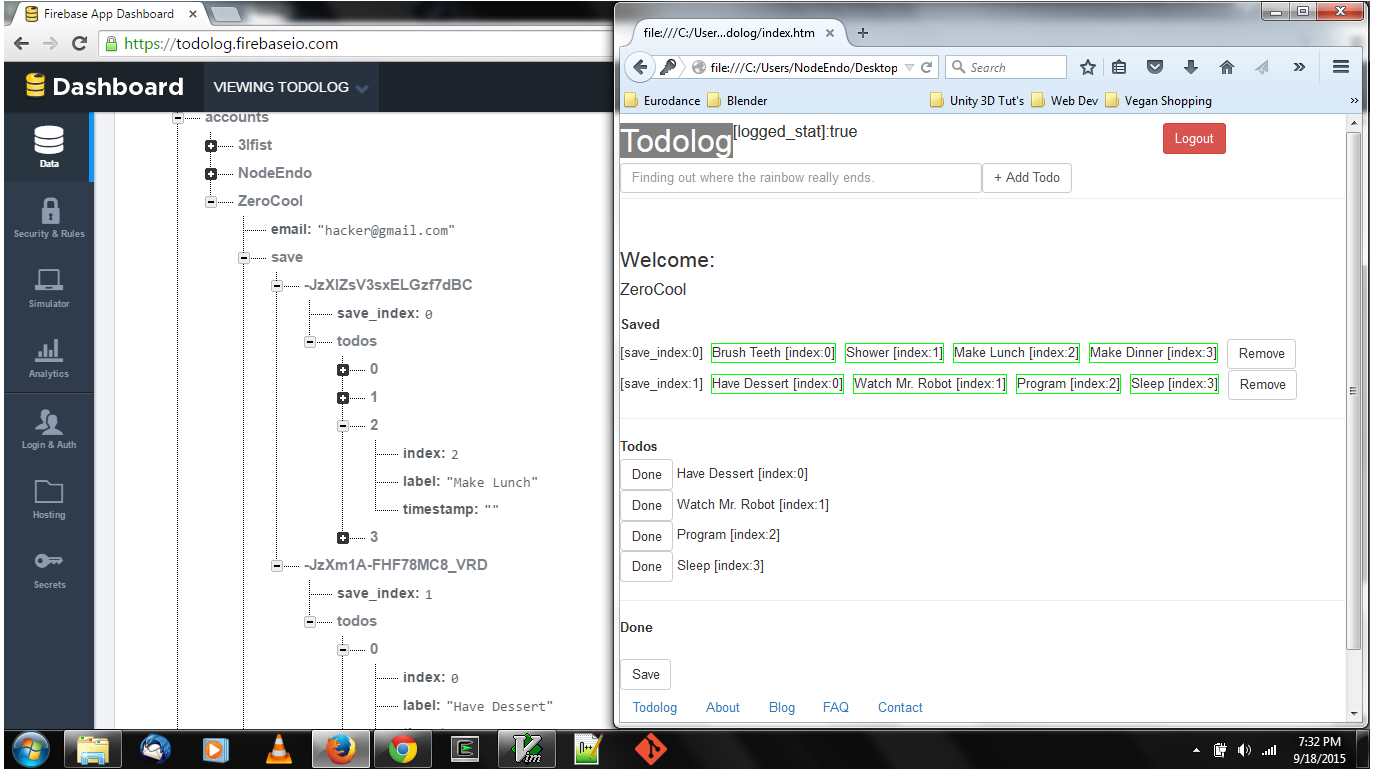 Firebase App Dashboard
https://todolog.firebaseio.com
Dashboard
VIEWING TODOLOG
Data
Security & Rules
Simulator
Analytics
Login & Auth
Hosting
Secrets
accounts
3lfist
NodeEndo
ZeroCool
email: "hacker@gmail.com"
save
-JzXlZsV3sxELGzf7dBC
save_index: 0
todos
0
1
2
index: 2
label: "Make Lunch"
timestamp: ""
3
-JzXm1A-FHF78MC8_VRD
save_index: 1
todos
0
index: 0
label: "Have Dessert"
file:///C:/User...dolog/index.htm
file:///C:/Users/NodeEndo/Desktop
Search
Eurodance Blender Unity 3D Tut's Web Dev Vegan Shopping
Todolog [logged_stat]:true Logout
Finding out where the rainbow really ends. + Add Todo
Welcome:
ZeroCool
Saved
[save_index:0] Brush Teeth [index:0] Shower [index:1] Make Lunch [index:2] Make Dinner [index:3] Remove
[save_index:1] Have Dessert [index:0] Watch Mr. Robot [index:1] Program [index:2] Sleep [index:3] Remove
Todos
Done Have Dessert [index:0]
Done Watch Mr. Robot [index:1]
Done Program [index:2]
Done Sleep [index:3]
Done
Save
Todolog About Blog FAQ Contact
7:32 PM
9/18/2015